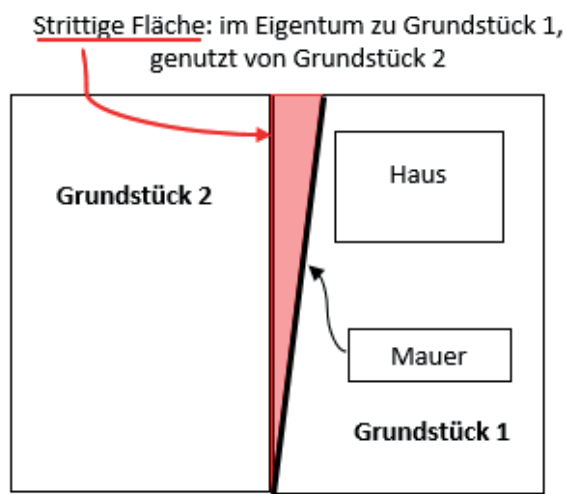 Strittige Fläche: im Eigentum zu Grundstück 1,
genutzt von Grundstück 2
Haus
Grundstück 2
Mauer
Grundstück 1